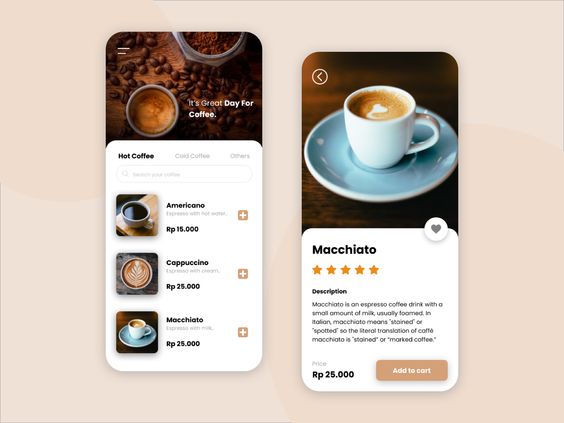 It's Great Day For
Coffee.
Hot Coffee
Cold Coffee
Others
Search your coffee
Americano
Espresso with hot water..
Rp 15.000
Cappuccino
Espresso with cream..
Rp 25.000
Macchiato
Espresso with milk..
Rp 25.000
Macchiato
Description
Macchiato is an espresso coffee drink with a
small amount of milk, usually foamed. In
Italian, macchiato means "stained" or
"spotted" so the literal translation of caffè
macchiato is "stained" or "marked coffee."
Price
Rp 25.000
Add to cart